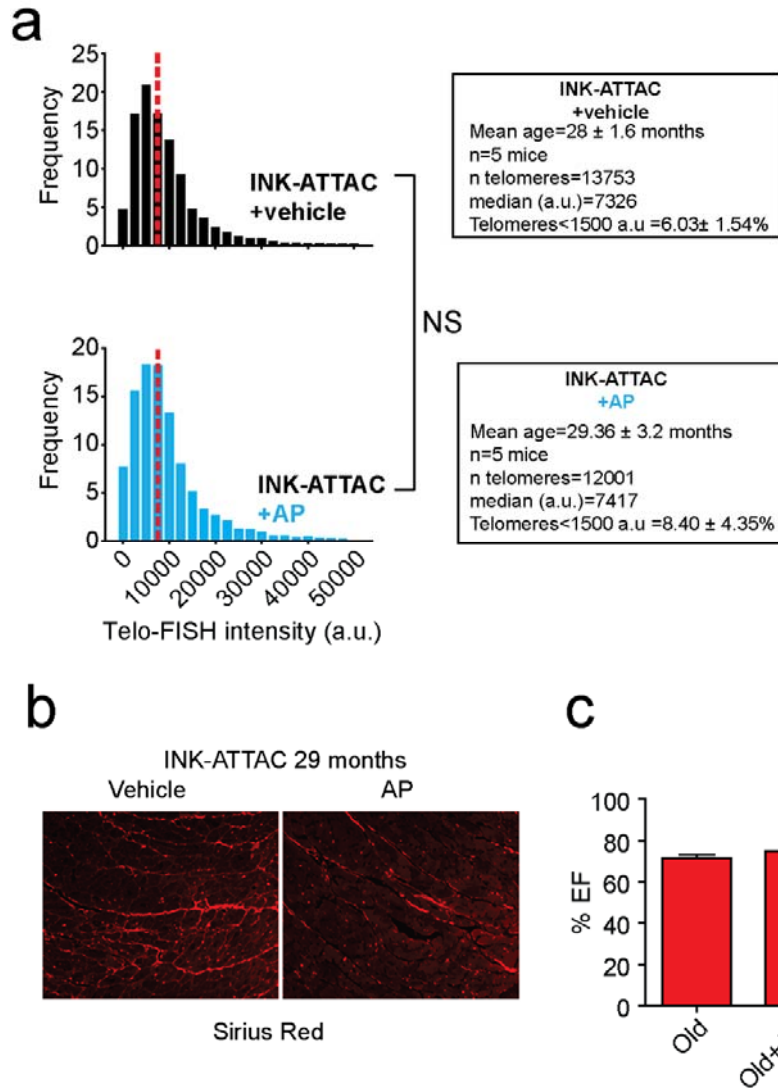 a
25
20
15
10
5
0
Frequency
INK-ATTAC
+vehicle
INK-ATTAC
+vehicle
Mean age=28 ± 1.6 months
n=5 mice
n telomeres=13753
median (a.u.)=7326
Telomeres<1500 a.u =6.03± 1.54%
NS
20
15
10
5
0
Frequency
INK-ATTAC
+AP
0
10000
20000
30000
40000
50000
Telo-FISH intensity (a.u.)
INK-ATTAC
+AP
Mean age=29.36 ± 3.2 months
n=5 mice
n telomeres=12001
median (a.u.)=7417
Telomeres<1500 a.u =8.40 ± 4.35%
b
INK-ATTAC 29 months
Vehicle AP
Sirius Red
c
100
80
60
40
20
0
% EF
Old